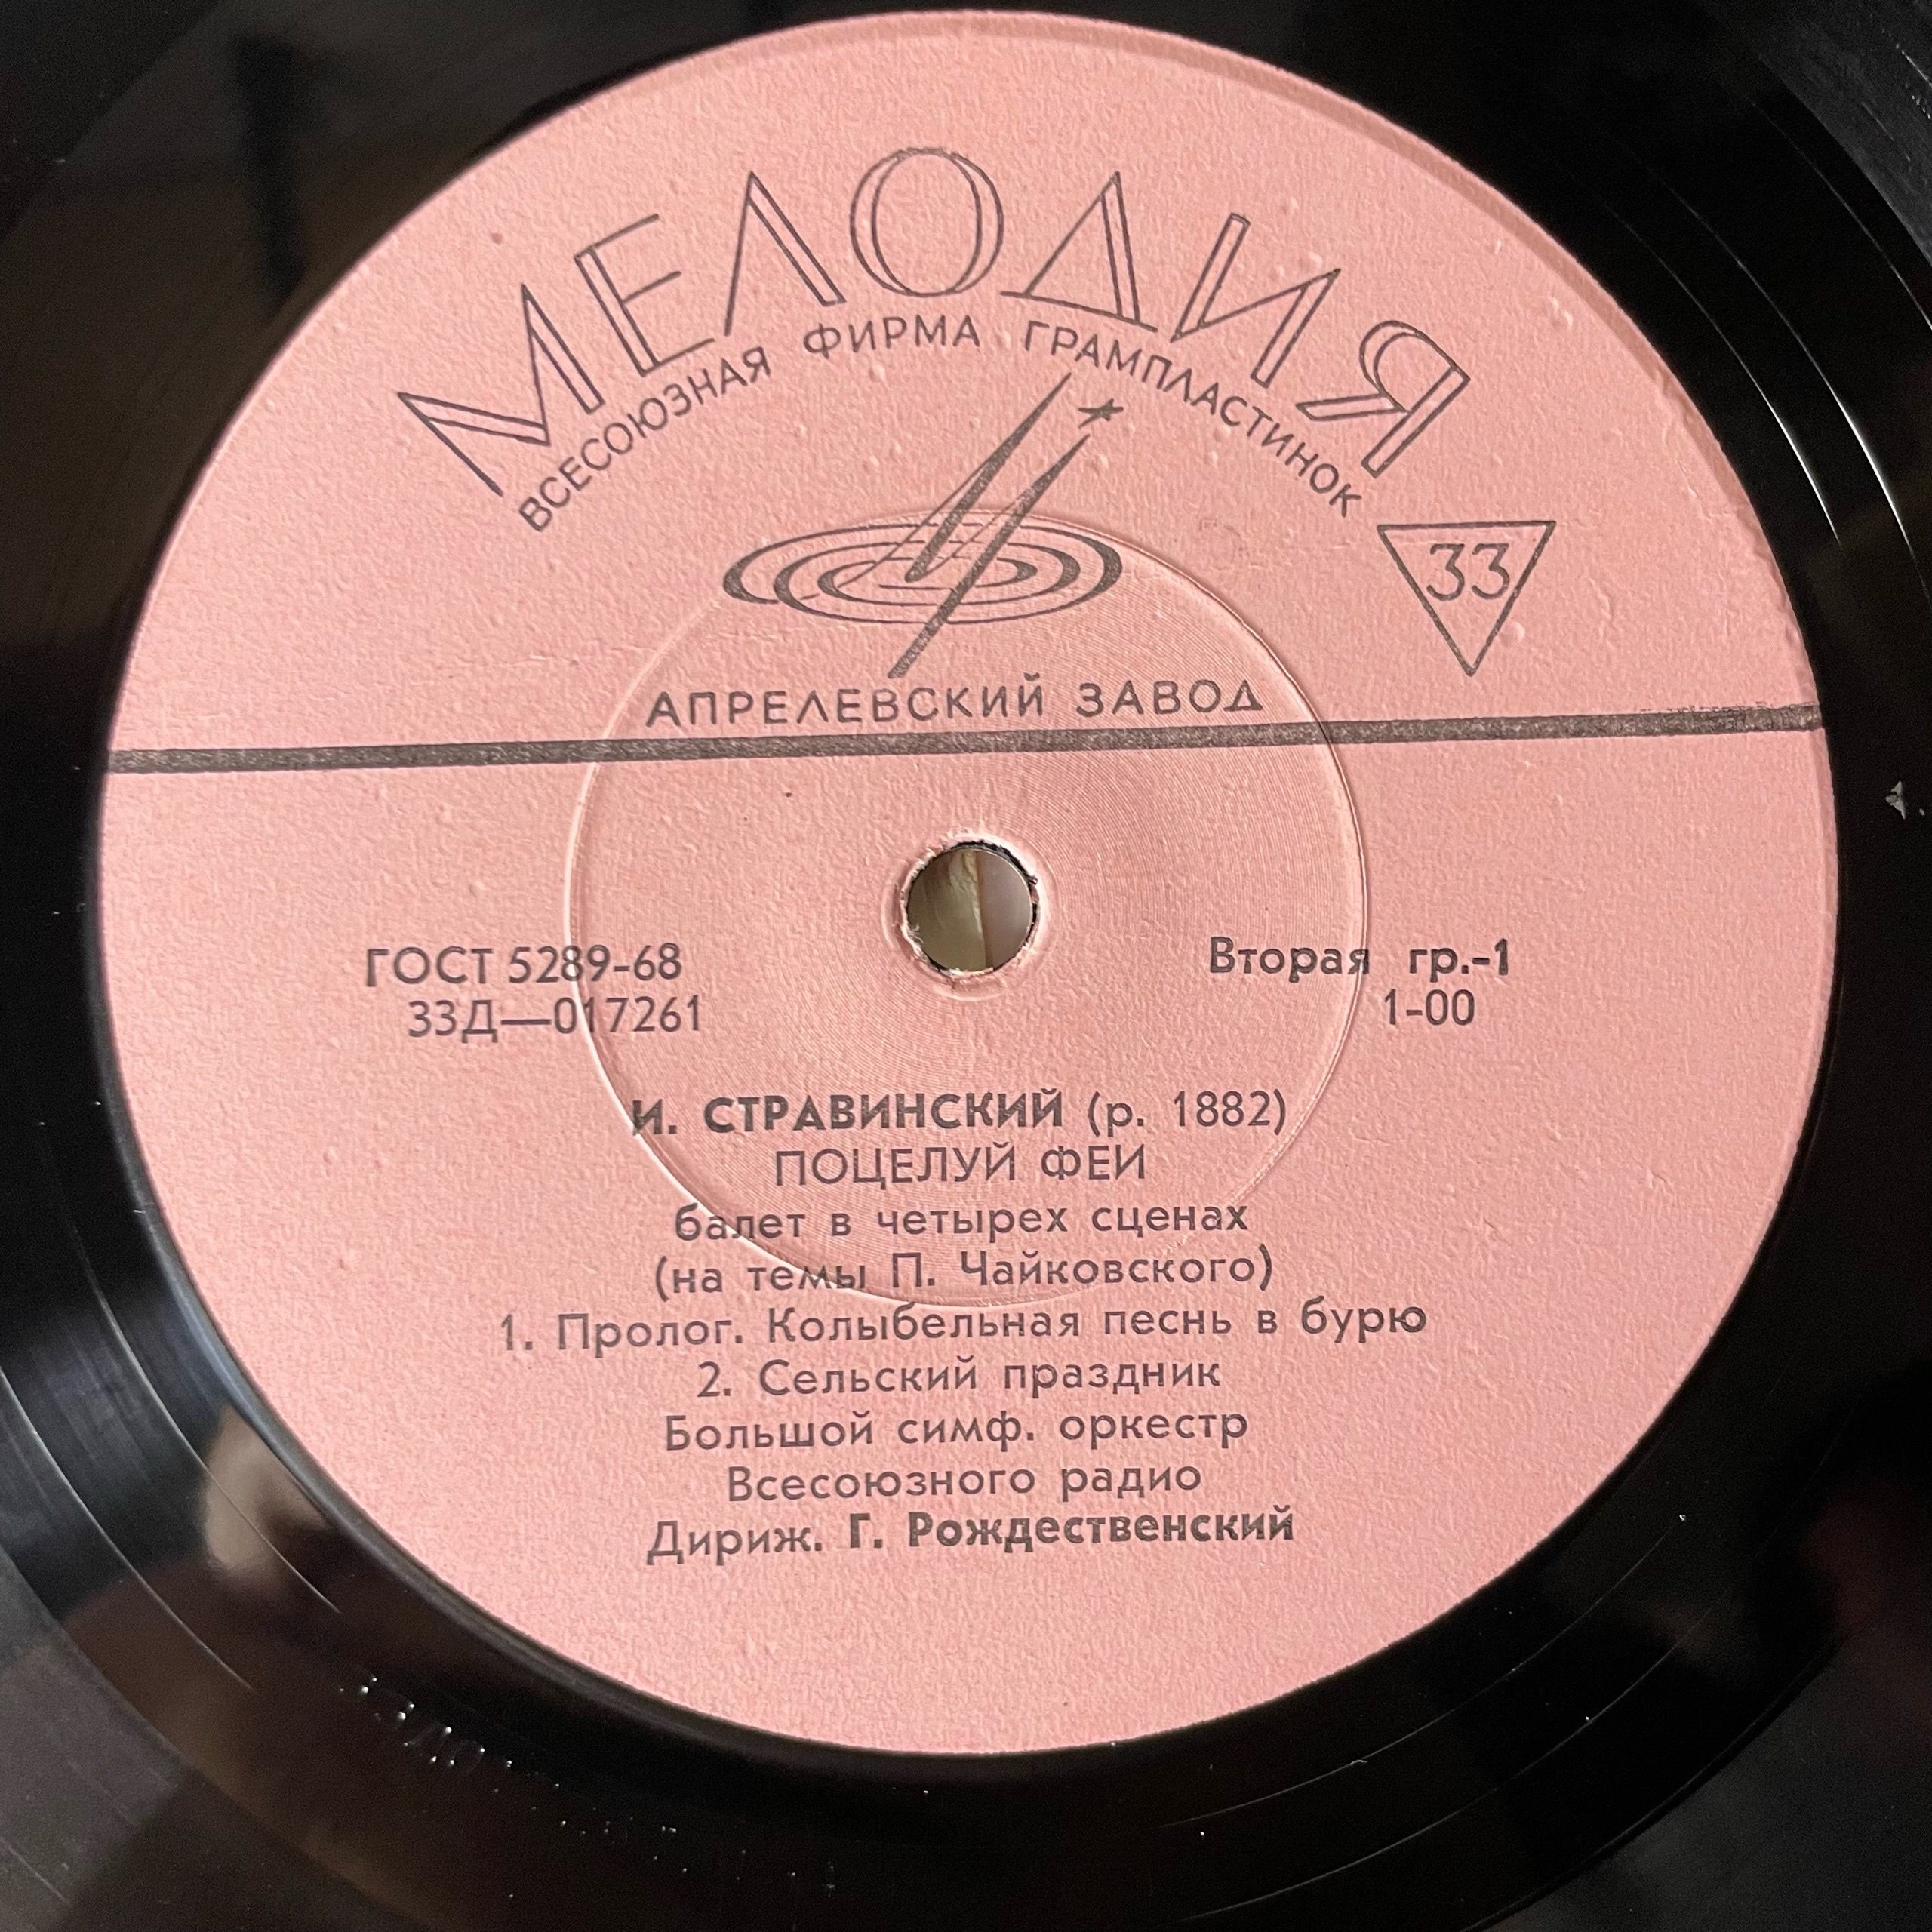 МЕЛОДИЯ
ВСЕСОЮЗНАЯ ФИРМА ГРАМПЛАСТИНОК
33
АПРЕЛЕВСКИЙ ЗАВОД
ГОСТ 5289-68
33Д—017261
Вторая гр.-1
1-00
И. СТРАВИНСКИЙ (р. 1882)
ПОЦЕЛУЙ ФЕИ
балет в четырех сценах
(на темы П. Чайковского)
1. Пролог. Колыбельная песнь в бурю
2. Сельский праздник
Большой симф. оркестр
Всесоюзного радио
Дириж. Г. Рождественский